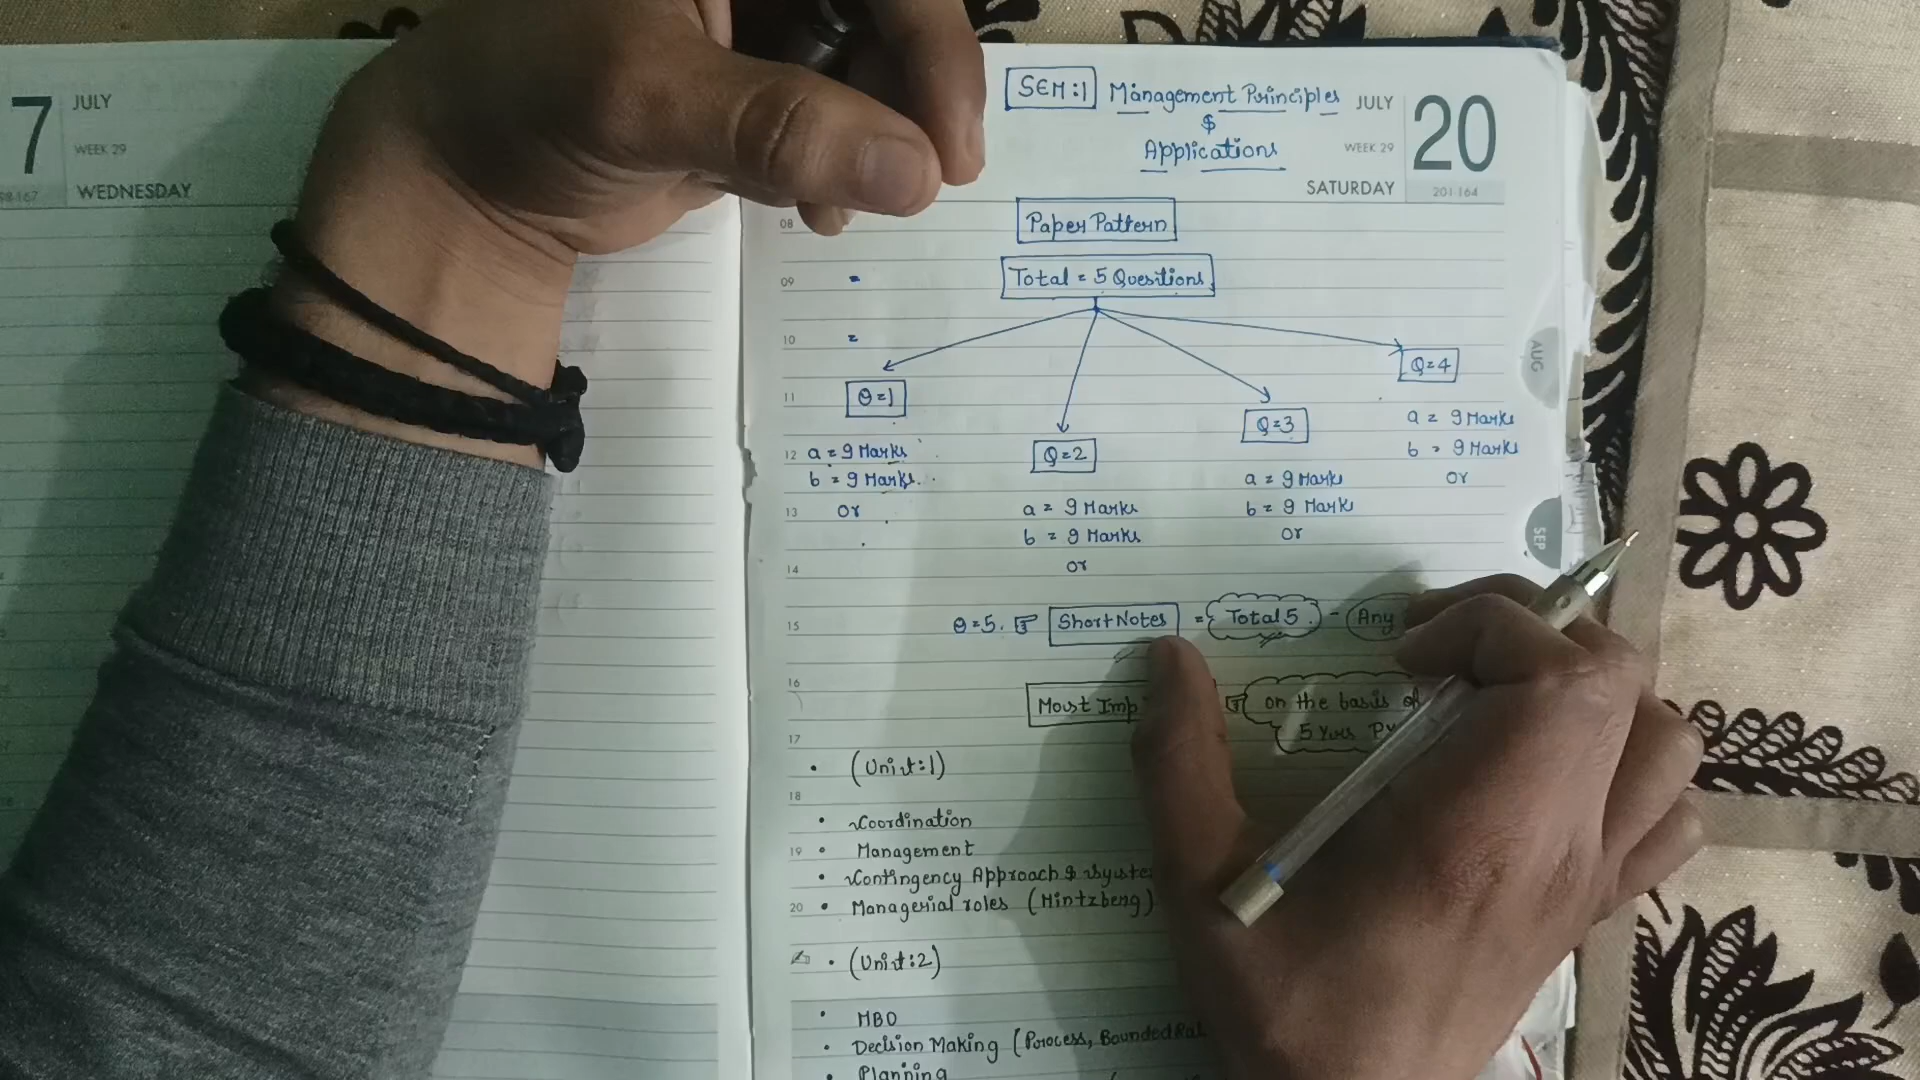 7
JULY
WEEK 29
WEDNESDAY
SEM:1 Management Principles
$
Applications
JULY
20
WEEK 29
SATURDAY
201-164
Paper Pattern
Total = 5 Questions
Q=1
a = 9 Marks
b = 9 Marks
or
Q=2
a = 9 Marks
b = 9 Marks
or
Q=3
a = 9 Marks
b = 9 Marks
or
Q=4
a = 9 Marks
b = 9 Marks
or
Q=5. Short Notes = Total 5. - Any
Most Imp on the basis of
5 Yrs
• (Unit:1)
• Coordination
• Management
• Contingency Approach $
• Managerial roles (Mintzberg)
• (Unit:2)
• MBO
• Decision Making (Process, Bounded
• Planning
08
09
10
11
12
13
14
15
16
17
18
19
20
AUG
SEP